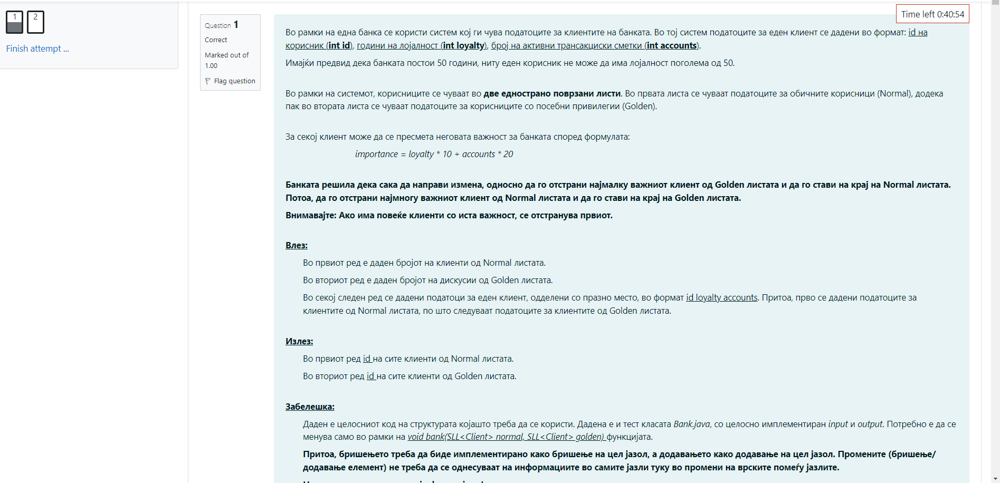 1 2
Finish attempt ...
Question 1
Correct
Marked out of
1.00
Flag question
Time left 0:40:54
Во рамки на една банка се користи систем кој ги чува податоците за клиентите на банката. Во тој систем податоците за еден клиент се дадени во формат: id на
корисник (int id), години на лојалност (int loyalty), број на активни трансакциски сметки (int accounts).
Имајќи предвид дека банката постои 50 години, ниту еден корисник не може да има лојалност поголема од 50.
Во рамки на системот, корисниците се чуваат во две еднострано поврзани листи. Во првата листа се чуваат податоците за обичните корисници (Normal), додека
пак во втората листа се чуваат податоците за корисниците со посебни привилегии (Golden).
За секој клиент може да се пресмета неговата важност за банката според формулата:
importance = loyalty * 10 + accounts * 20
Банката решила дека сака да направи измена, односно да го отстрани најмалку важниот клиент од Golden листата и да го стави на крај на Normal листата.
Потоа, да го отстрани најмногу важниот клиент од Normal листата и да го стави на крај на Golden листата.
Внимавајте: Ако има повеќе клиенти со иста важност, се отстранува првиот.
Влез:
Во првиот ред е даден бројот на клиенти од Normal листата.
Во вториот ред е даден бројот на дискусии од Golden листата.
Во секој следен ред се дадени податоци за еден клиент, одделени со празно место, во формат id loyalty accounts. Притоа, прво се дадени податоците за
клиентите од Normal листата, по што следуваат податоците за клиентите од Golden листата.
Излез:
Во првиот ред id на сите клиенти од Normal листата.
Во вториот ред id на сите клиенти од Golden листата.
Забелешка:
Даден е целосниот код на структурата којашто треба да се користи. Дадена е и тест класата Bank.java, со целосно имплементиран input и output. Потребно е да се
менува само во рамки на void bank(SLL<Client> normal, SLL<Client> golden) функцијата.
Притоа, бришењето треба да биде имплементирано како бришење на цел јазол, а додавањето како додавање на цел јазол. Промените (бришење/
додавање елемент) не треба да се однесуваат на информациите во самите јазли туку во промени на врските помеѓу јазлите.